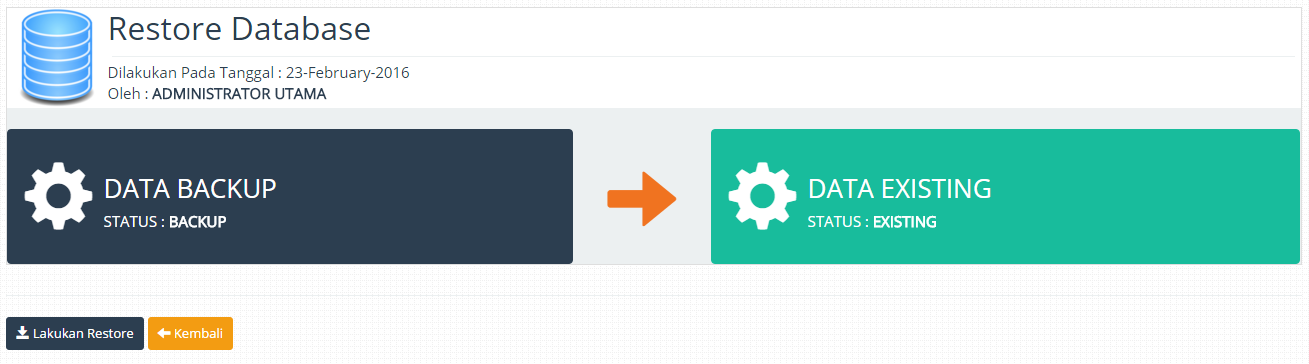 Restore Database
Dilakukan Pada Tanggal : 23-February-2016
Oleh : ADMINISTRATOR UTAMA
DATA BACKUP
STATUS : BACKUP
DATA EXISTING
STATUS : EXISTING
Lakukan Restore
Kembali